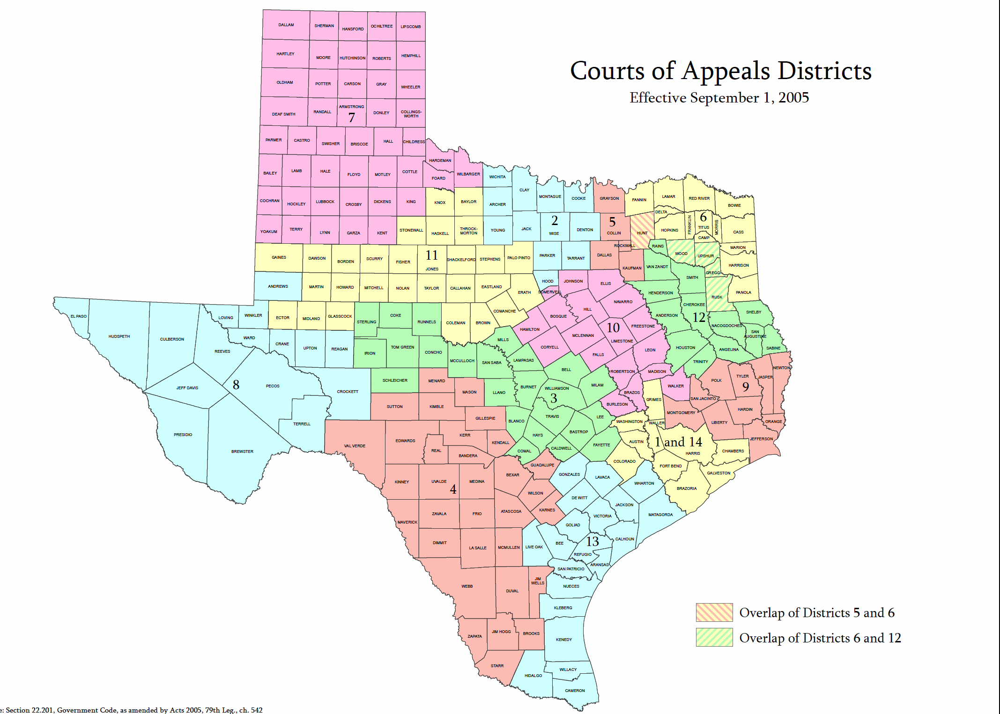 Courts of Appeals Districts
Effective September 1, 2005
DALLAM
SHERMAN
HANSFORD
OCHILTREE
LIPSCOMB
HARTLEY
MOORE
HUTCHINSON
ROBERTS
HEMPHILL
OLDHAM
POTTER
CARSON
GRAY
WHEELER
DEAF SMITH
RANDALL
ARMSTRONG
7
DONLEY
COLLINGS-
WORTH
PARMER
CASTRO
SWISHER
BRISCOE
HALL
CHILDRESS
HARDEMAN
BAILEY
LAMB
HALE
FLOYD
MOTLEY
COTTLE
FOARD
WILBARGER
WICHITA
CLAY
MONTAGUE
COOKE
GRAYSON
FANNIN
LAMAR
RED RIVER
BOWIE
COCHRAN
HOCKLEY
LUBBOCK
CROSBY
DICKENS
KING
KNOX
BAYLOR
ARCHER
DELTA
YOAKUM
TERRY
LYNN
GARZA
KENT
STONEWALL
HASKELL
THROCK-
MORTON
YOUNG
JACK
2
WISE
DENTON
5
COLLIN
HUNT
HOPKINS
FRANKLIN
6
TITUS
MORRIS
CAMP
CASS
GAINES
DAWSON
BORDEN
SCURRY
FISHER
11
JONES
SHACKELFORD
STEPHENS
PALO PINTO
PARKER
TARRANT
DALLAS
ROCKWALL
KAUFMAN
RAINS
VAN ZANDT
WOOD
UPSHUR
MARION
HARRISON
GREGG
ANDREWS
MARTIN
HOWARD
MITCHELL
NOLAN
TAYLOR
CALLAHAN
EASTLAND
ERATH
HOOD
SOMERVELL
JOHNSON
ELLIS
HENDERSON
SMITH
RUSK
PANOLA
EL PASO
HUDSPETH
CULBERSON
REEVES
LOVING
WINKLER
ECTOR
MIDLAND
GLASSCOCK
STERLING
COKE
RUNNELS
COLEMAN
BROWN
COMANCHE
HAMILTON
BOSQUE
HILL
NAVARRO
FREESTONE
ANDERSON
CHEROKEE
12
NACOGDOCHES
SHELBY
SAN
AUGUSTINE
SABINE
WARD
CRANE
UPTON
REAGAN
IRION
TOM GREEN
CONCHO
MCCULLOCH
SAN SABA
MILLS
LAMPASAS
CORYELL
MCLENNAN
10
LIMESTONE
FALLS
LEON
HOUSTON
ANGELINA
TRINITY
JEFF DAVIS
8
PECOS
CROCKETT
SCHLEICHER
MENARD
MASON
LLANO
BURNET
BELL
WILLIAMSON
3
MILAM
ROBERTSON
MADISON
BRAZOS
BURLESON
GRIMES
WALKER
POLK
TYLER
9
JASPER
NEWTON
SAN JACINTO
HARDIN
SUTTON
KIMBLE
GILLESPIE
BLANCO
TRAVIS
LEE
BASTROP
WASHINGTON
WALLER
MONTGOMERY
LIBERTY
ORANGE
JEFFERSON
PRESIDIO
BREWSTER
TERRELL
VAL VERDE
EDWARDS
REAL
KERR
BANDERA
KENDALL
COMAL
HAYS
CALDWELL
FAYETTE
AUSTIN
1 and 14
HARRIS
CHAMBERS
COLORADO
FORT BEND
GALVESTON
BRAZORIA
KINNEY
UVALDE
4
MEDINA
BEXAR
GUADALUPE
GONZALES
LAVACA
WHARTON
WILSON
DE WITT
KARNES
JACKSON
MATAGORDA
MAVERICK
ZAVALA
FRIO
ATASCOSA
GOLIAD
VICTORIA
CALHOUN
DIMMIT
LA SALLE
MCMULLEN
LIVE OAK
BEE
13
REFUGIO
ARANSAS
SAN PATRICIO
WEBB
DUVAL
JIM
WELLS
NUECES
KLEBERG
ZAPATA
JIM HOGG
BROOKS
KENEDY
STARR
HIDALGO
WILLACY
CAMERON
Overlap of Districts 5 and 6
Overlap of Districts 6 and 12
e: Section 22.201, Government Code, as amended by Acts 2005, 79th Leg., ch. 542